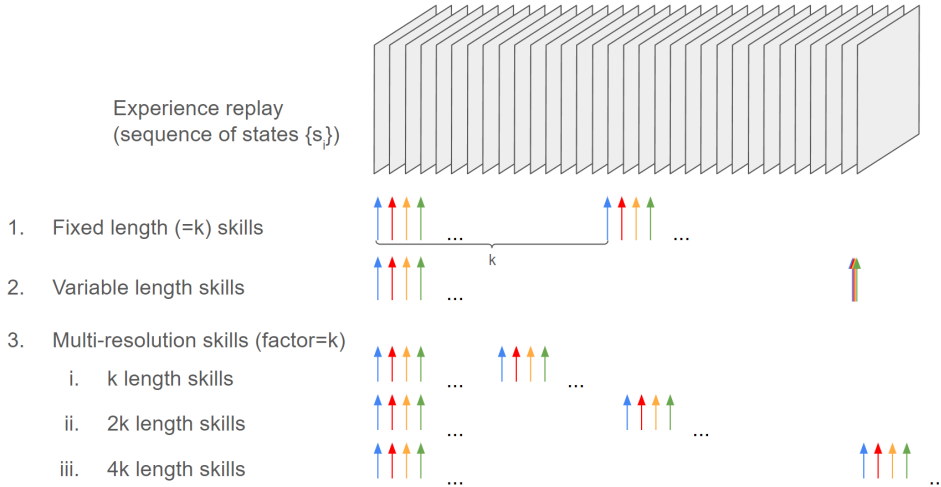 Experience replay
(sequence of states {s_i})
1. Fixed length (=k) skills
... ...
k
2. Variable length skills
...
3. Multi-resolution skills (factor=k)
i. k length skills
... ...
ii. 2k length skills
... ...
iii. 4k length skills
... ..